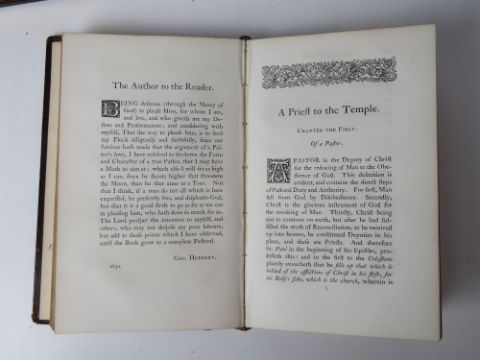 The Author to the Reader.
BEING desirous (through the Mercy of
God) to pleaſe Him, for whom I am,
and live, and who giveth me my De-
ſires and Performances; and conſidering with
myſelf, That the way to pleaſe him, is to feed
my Flock diligently and faithfully, ſince our
Saviour hath made that the argument of a Paſ-
tor's love, I have reſolved to ſet down the Form
and Character of a true Paſtor, that I may have
a Mark to aim at: which alſo I will ſet as high
as I can, ſince he ſhoots higher that threatens
the Moon, than he that aims at a Tree. Not
that I think, if a man do not all which is here
expreſſed, he preſently ſins, and diſpleaſes God,
but that it is a good ſtrife to go as far as we can
in pleaſing him, who hath done ſo much for us.
The Lord proſper the intention to myſelf, and
others, who may not deſpiſe my poor labours,
but add to thoſe points which I have obſerved,
until the Book grow to a complete Paſtoral.
GEO. HERBERT.
1632.
A Prieſt to the Temple.
CHAPTER THE FIRST.
Of a Paſtor.
A PASTOR is the Deputy of Chriſt
for the reducing of Man to the Obe-
dience of God. This definition is
evident, and contains the direct ſteps
of Paſtoral Duty and Authority. For firſt, Man
fell from God by Diſobedience. Secondly,
Chriſt is the glorious inſtrument of God for
the revoking of Man. Thirdly, Chriſt being
not to continue on earth, but after he had ful-
filled the work of Reconciliation, to be received
up into heaven, he conſtituted Deputies in his
place, and theſe are Prieſts. And therefore
St. Paul in the beginning of his Epiſtles, pro-
feſſeth this: and in the firſt to the Coloſſians
plainly avoucheth that he fills up that which is
behind of the afflictions of Chriſt in his fleſh, for
his Body's ſake, which is the church, wherein is